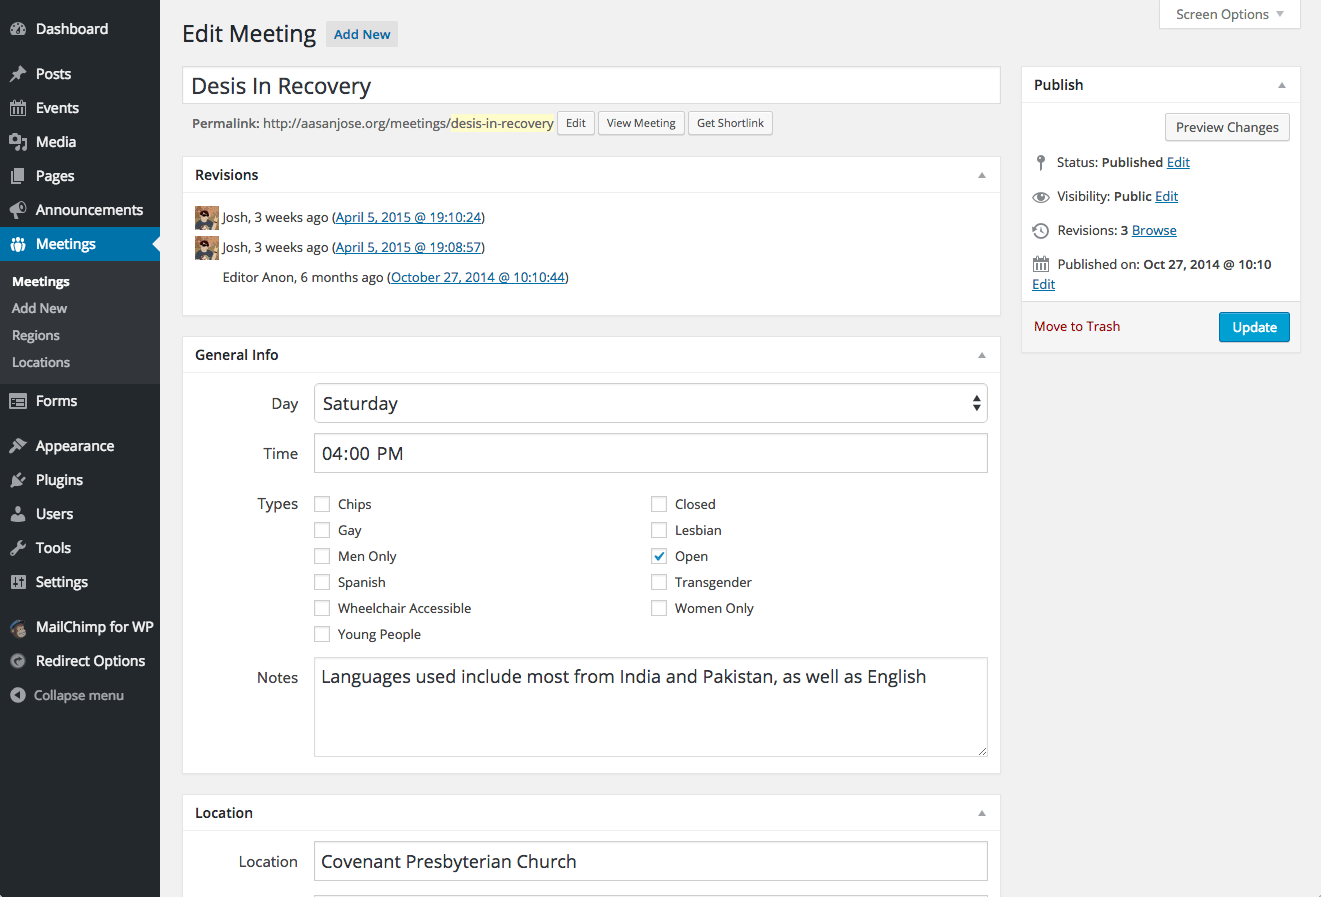 Dashboard
Posts
Events
Media
Pages
Announcements
Meetings
Meetings
Add New
Regions
Locations
Forms
Appearance
Plugins
Users
Tools
Settings
MailChimp for WP
Redirect Options
Collapse menu
Screen Options
Edit Meeting Add New
Desis In Recovery
Permalink: http://aasanjose.org/meetings/desis-in-recovery Edit View Meeting Get Shortlink
Revisions
Josh, 3 weeks ago (April 5, 2015 @ 19:10:24)
Josh, 3 weeks ago (April 5, 2015 @ 19:08:57)
Editor Anon, 6 months ago (October 27, 2014 @ 10:10:44)
General Info
Day Saturday
Time 04:00 PM
Types Chips Closed
Gay Lesbian
Men Only Open
Spanish Transgender
Wheelchair Accessible Women Only
Young People
Notes Languages used include most from India and Pakistan, as well as English
Location
Location Covenant Presbyterian Church
Publish
Preview Changes
Status: Published Edit
Visibility: Public Edit
Revisions: 3 Browse
Published on: Oct 27, 2014 @ 10:10
Edit
Move to Trash Update